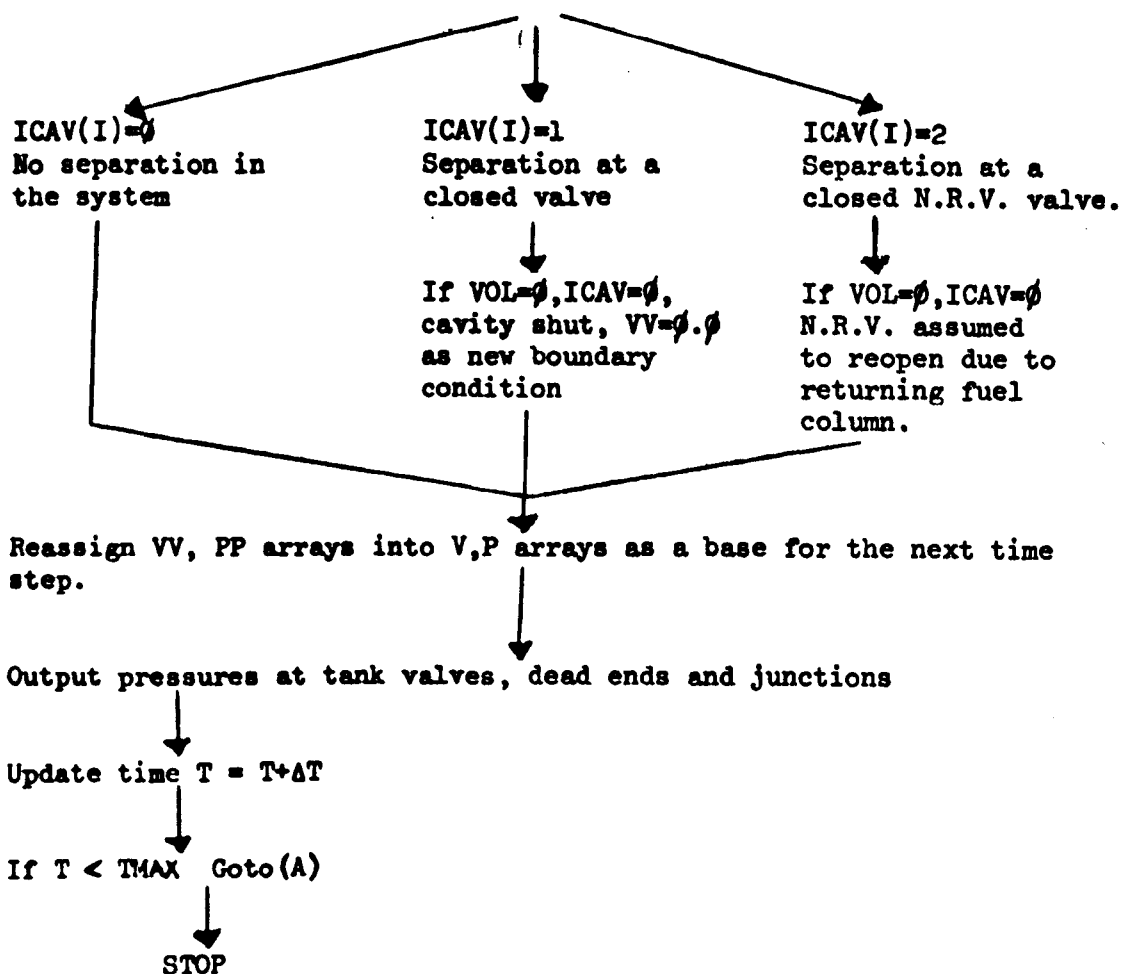 ICAV(I)=∅
No separation in
the system
ICAV(I)=1
Separation at a
closed valve
ICAV(I)=2
Separation at a
closed N.R.V. valve.
If VOL=∅,ICAV=∅,
cavity shut, VV=∅.∅
as new boundary
condition
If VOL=∅,ICAV=∅
N.R.V. assumed
to reopen due to
returning fuel
column.
Reassign VV, PP arrays into V,P arrays as a base for the next time
step.
Output pressures at tank valves, dead ends and junctions
Update time T = T+ΔT
If T < TMAX Goto(A)
STOP